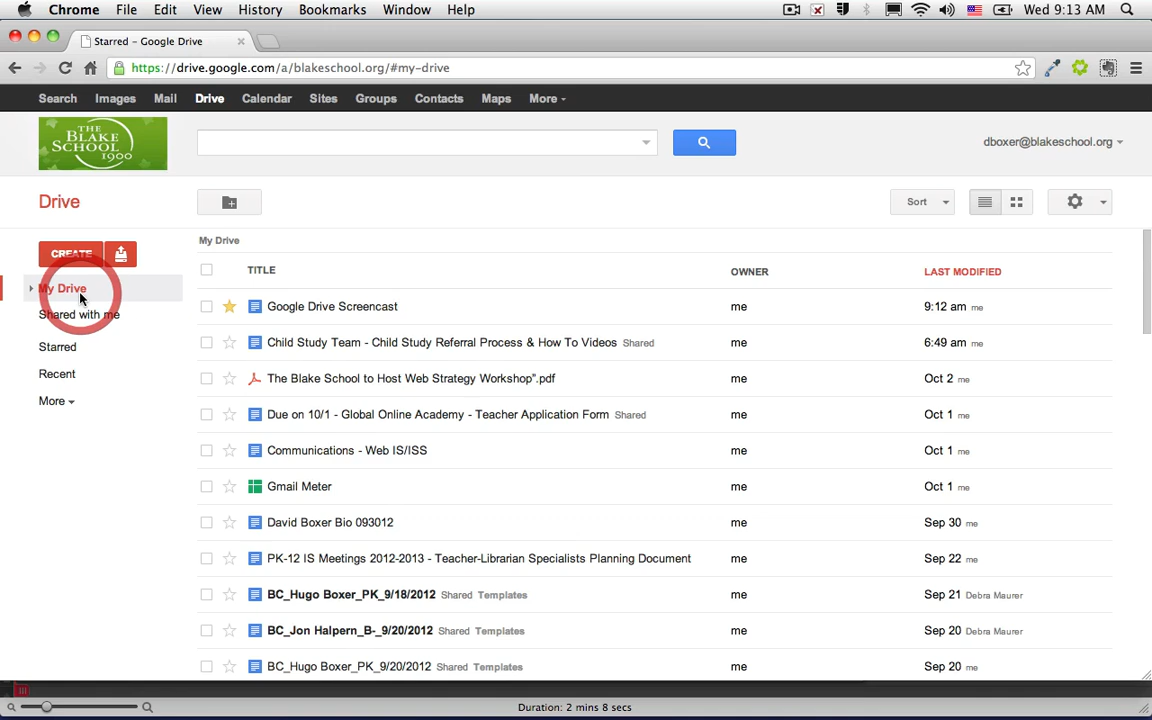 Chrome File Edit View History Bookmarks Window Help Wed 9:13 AM
Starred – Google Drive
https://drive.google.com/a/blakeschool.org/#my-drive
Search Images Mail Drive Calendar Sites Groups Contacts Maps More
THE
BLAKE
SCHOOL
1900
dboxer@blakeschool.org
Drive
Sort
CREATE
My Drive
Shared with me
Starred
Recent
More
My Drive
TITLE OWNER LAST MODIFIED
Google Drive Screencast me 9:12 am me
Child Study Team - Child Study Referral Process & How To Videos Shared me 6:49 am me
The Blake School to Host Web Strategy Workshop".pdf me Oct 2 me
Due on 10/1 - Global Online Academy - Teacher Application Form Shared me Oct 1 me
Communications - Web IS/ISS me Oct 1 me
Gmail Meter me Oct 1 me
David Boxer Bio 093012 me Sep 30 me
PK-12 IS Meetings 2012-2013 - Teacher-Librarian Specialists Planning Document me Sep 22 me
BC_Hugo Boxer_PK_9/18/2012 Shared Templates me Sep 21 Debra Maurer
BC_Jon Halpern_B-_9/20/2012 Shared Templates me Sep 20 Debra Maurer
BC_Hugo Boxer_PK_9/20/2012 Shared Templates me Sep 20 me
Duration: 2 mins 8 secs